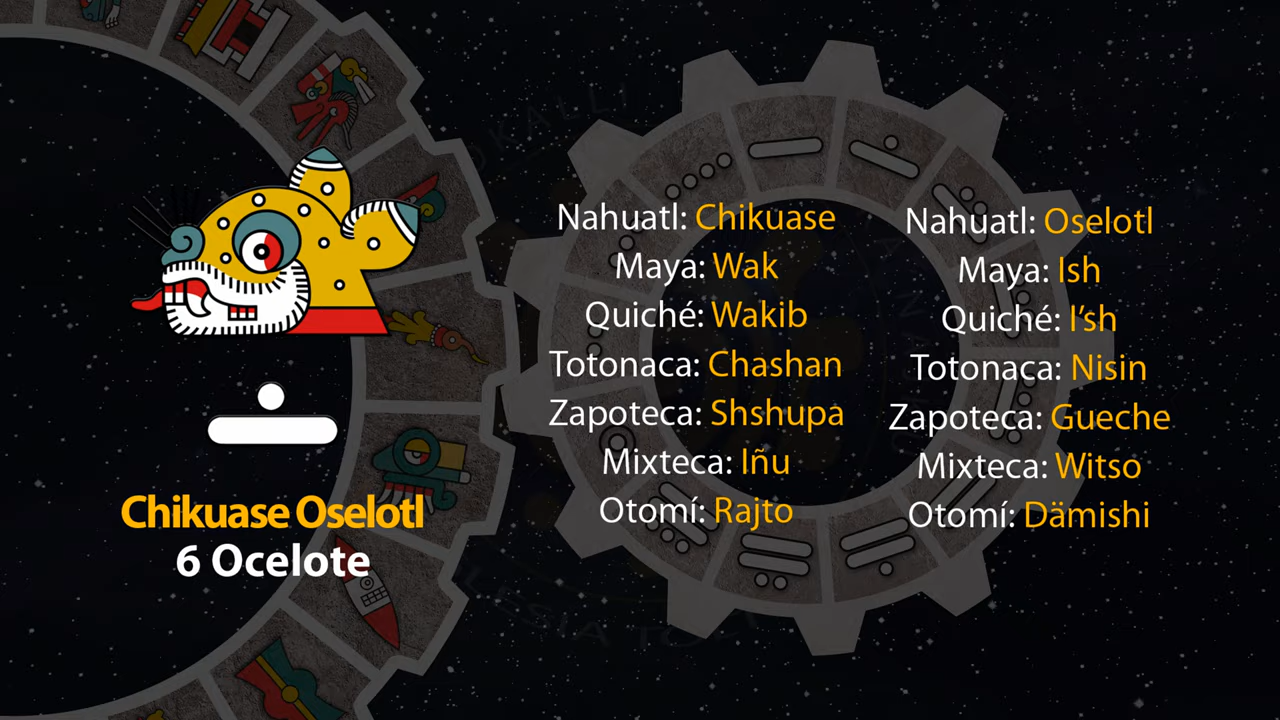 Nahuatl: Chikuase
Maya: Wak
Quiché: Wakib
Totonaca: Chashan
Zapoteca: Shshupa
Mixteca: Iñu
Otomí: Rajto
Nahuatl: Oselotl
Maya: Ish
Quiché: I’sh
Totonaca: Nisin
Zapoteca: Gueche
Mixteca: Witso
Otomí: Dämishi
Chikuase Oselotl
6 Ocelote